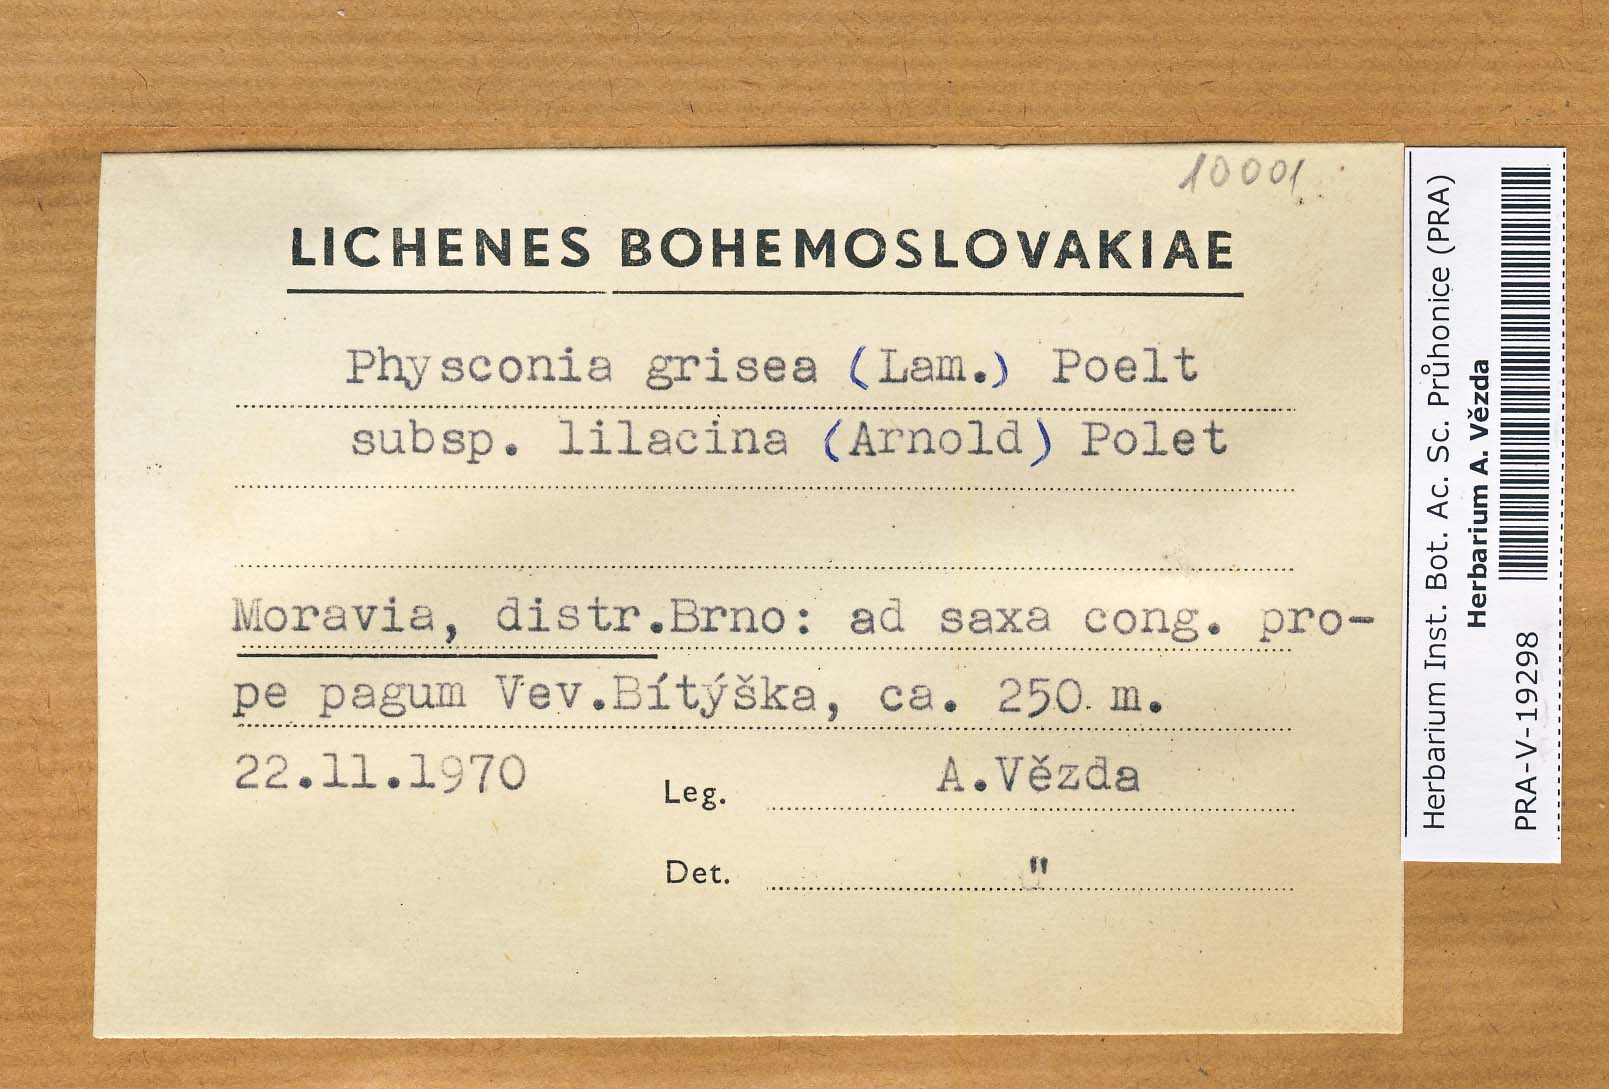 10001
LICHENES BOHEMOSLOVAKIAE
Physconia grisea (Lam.) Poelt
subsp. lilacina (Arnold) Polet
Moravia, distr.Brno: ad saxa cong. pro-
pe pagum Vev.Bítýška, ca. 250 m.
22.11.1970 Leg. A.Vězda
Det. "
Herbarium Inst. Bot. Ac. Sc. Průhonice (PRA)
Herbarium A. Vězda
PRA-V-19298